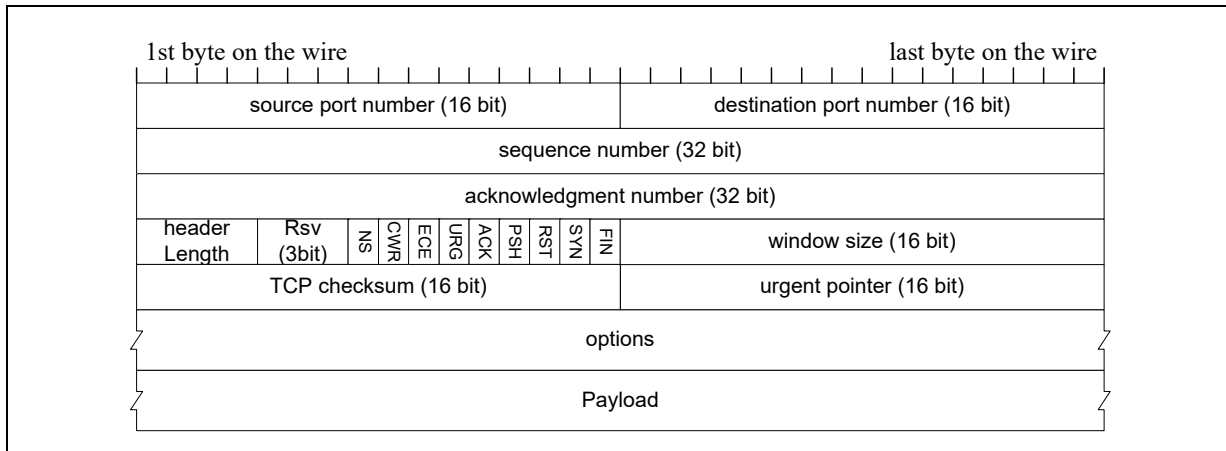 1st byte on the wire last byte on the wire
source port number (16 bit) destination port number (16 bit)
sequence number (32 bit)
acknowledgment number (32 bit)
header Length Rsv (3bit) NS CWR ECE URG ACK PSH RST SYN FIN window size (16 bit)
TCP checksum (16 bit) urgent pointer (16 bit)
options
Payload